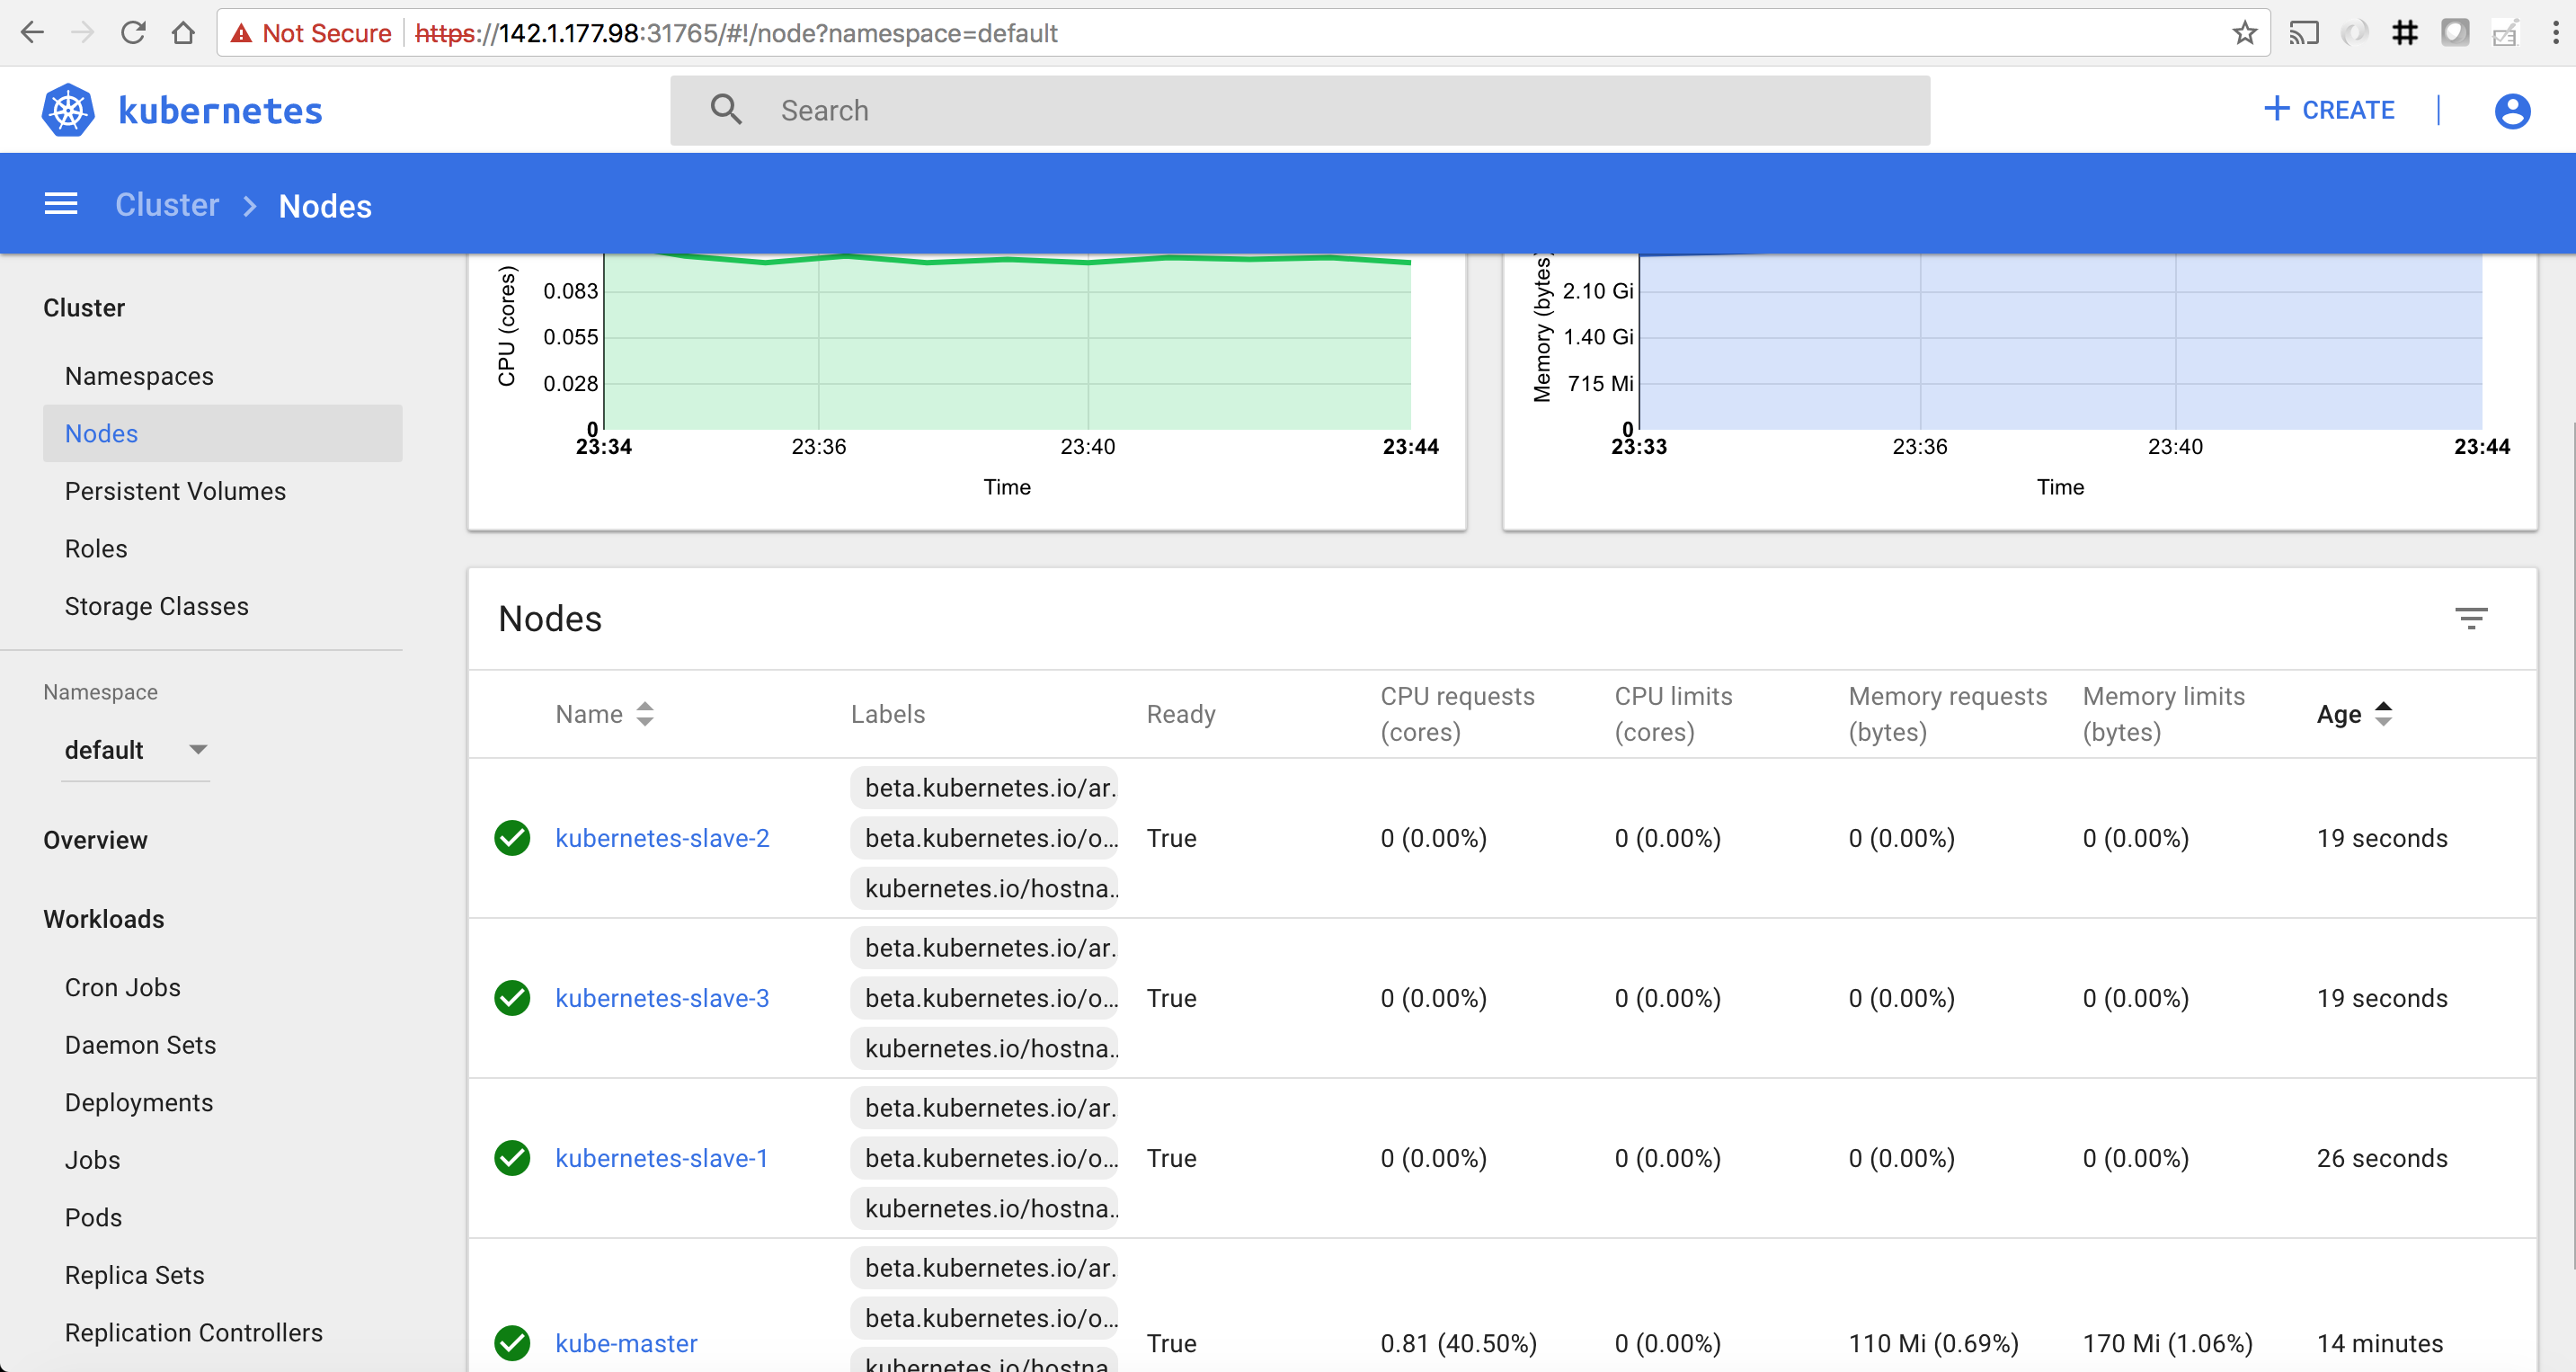 Not Secure https://142.1.177.98:31765/#!/node?namespace=default
kubernetes
Search
CREATE
Cluster > Nodes
Cluster
Namespaces
Nodes
Persistent Volumes
Roles
Storage Classes
Namespace
default
Overview
Workloads
Cron Jobs
Daemon Sets
Deployments
Jobs
Pods
Replica Sets
Replication Controllers
CPU (cores)
0.083
0.055
0.028
0
23:34 23:36 23:40 23:44
Time
Memory (bytes)
2.10 Gi
1.40 Gi
715 Mi
0
23:33 23:36 23:40 23:44
Time
Nodes
Name Labels Ready CPU requests (cores) CPU limits (cores) Memory requests (bytes) Memory limits (bytes) Age
beta.kubernetes.io/ar.
kubernetes-slave-2 beta.kubernetes.io/o... True 0 (0.00%) 0 (0.00%) 0 (0.00%) 0 (0.00%) 19 seconds
kubernetes.io/hostna..
beta.kubernetes.io/ar.
kubernetes-slave-3 beta.kubernetes.io/o... True 0 (0.00%) 0 (0.00%) 0 (0.00%) 0 (0.00%) 19 seconds
kubernetes.io/hostna..
beta.kubernetes.io/ar.
kubernetes-slave-1 beta.kubernetes.io/o... True 0 (0.00%) 0 (0.00%) 0 (0.00%) 0 (0.00%) 26 seconds
kubernetes.io/hostna..
beta.kubernetes.io/ar.
beta.kubernetes.io/o...
kube-master True 0.81 (40.50%) 0 (0.00%) 110 Mi (0.69%) 170 Mi (1.06%) 14 minutes
kubernetes.io/hostna